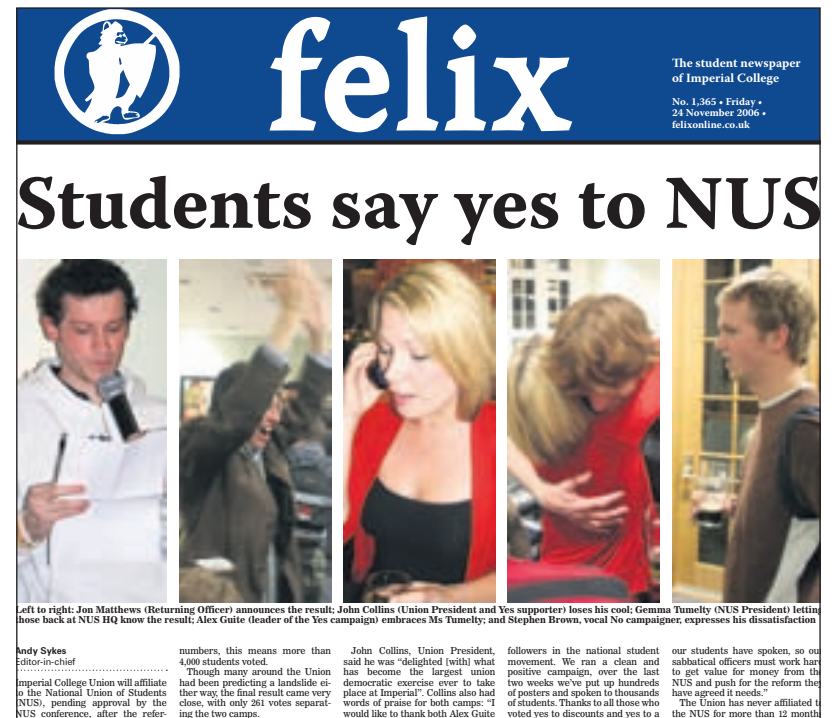 felix
The student newspaper
of Imperial College
No. 1,365 • Friday •
24 November 2006 •
felixonline.co.uk
Students say yes to NUS
Left to right: Jon Matthews (Returning Officer) announces the result; John Collins (Union President and Yes supporter) loses his cool; Gemma Tumelty (NUS President) letting
those back at NUS HQ know the result; Alex Guite (leader of the Yes campaign) embraces Ms Tumelty; and Stephen Brown, vocal No campaigner, expresses his dissatisfaction
Andy Sykes
Editor-in-chief
Imperial College Union will affiliate
to the National Union of Students
(NUS), pending approval by the
NUS conference, after the refer-
numbers, this means more than
4,000 students voted.
Though many around the Union
had been predicting a landslide ei-
ther way, the final result came very
close, with only 261 votes separat-
ing the two camps.
John Collins, Union President,
said he was “delighted [with] what
has become the largest union
democratic exercise ever to take
place at Imperial”. Collins also had
words of praise for both camps: “I
would like to thank both Alex Guite
followers in the national student
movement. We ran a clean and
positive campaign, over the last
two weeks we’ve put up hundreds
of posters and spoken to thousands
of students. Thanks to all those who
voted yes to discounts and yes to a
our students have spoken, so our
sabbatical officers must work hard
to get value for money from the
NUS and push for the reform they
have agreed it needs.”
The Union has never affiliated to
the NUS for more than 12 months